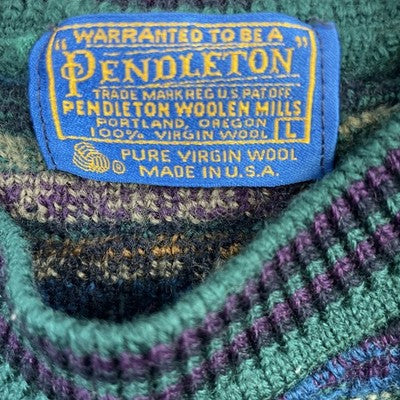 "WARRANTED TO BE A"
PENDLETON
TRADE MARK REG U.S. PAT OFF.
PENDLETON WOOLEN MILLS
PORTLAND, OREGON
100% VIRGIN WOOL L
® PURE VIRGIN WOOL
MADE IN U.S.A.